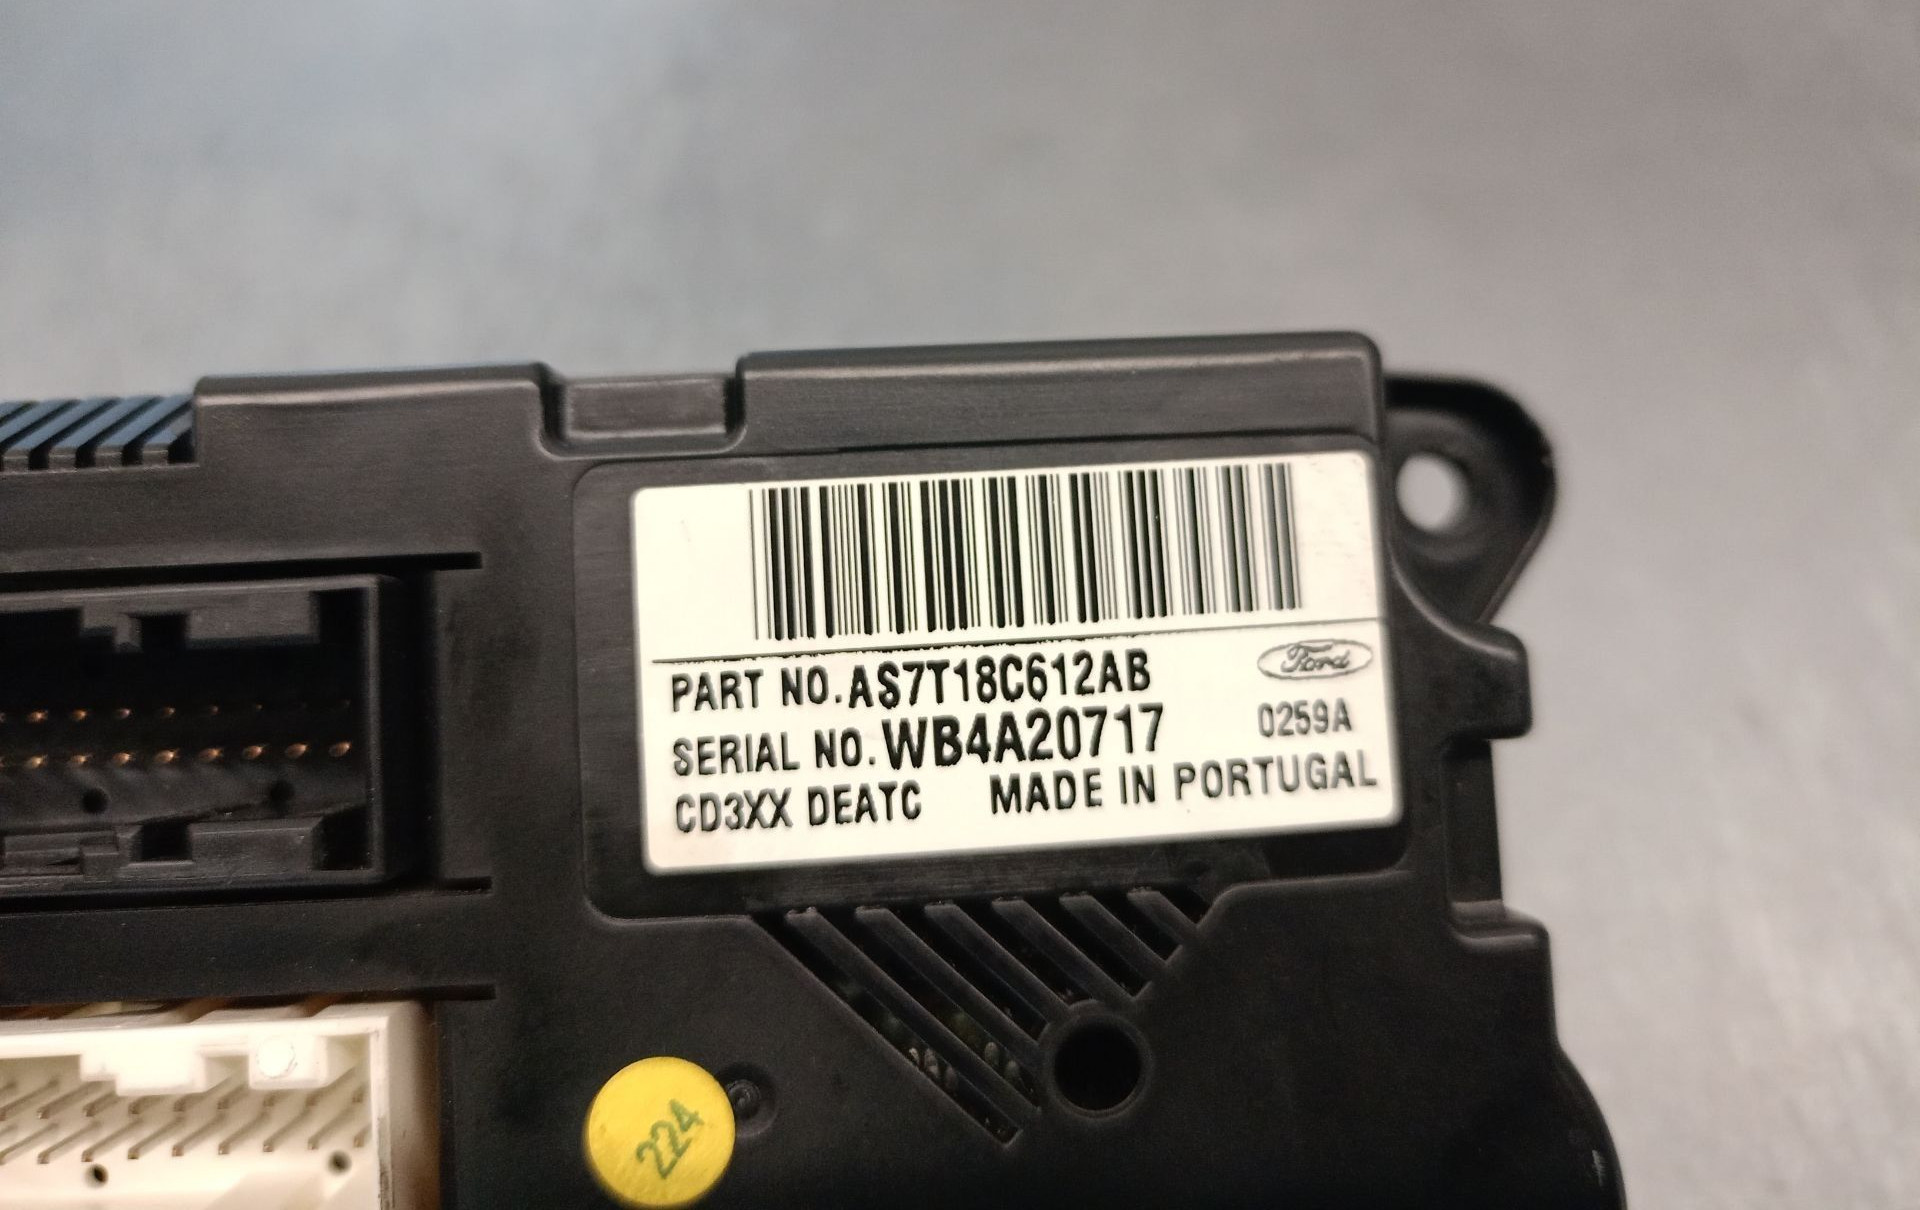 PART NO. AS7T18C612AB
Ford
SERIAL NO. WB4A20717 0259A
CD3XX DEATC MADE IN PORTUGAL
224